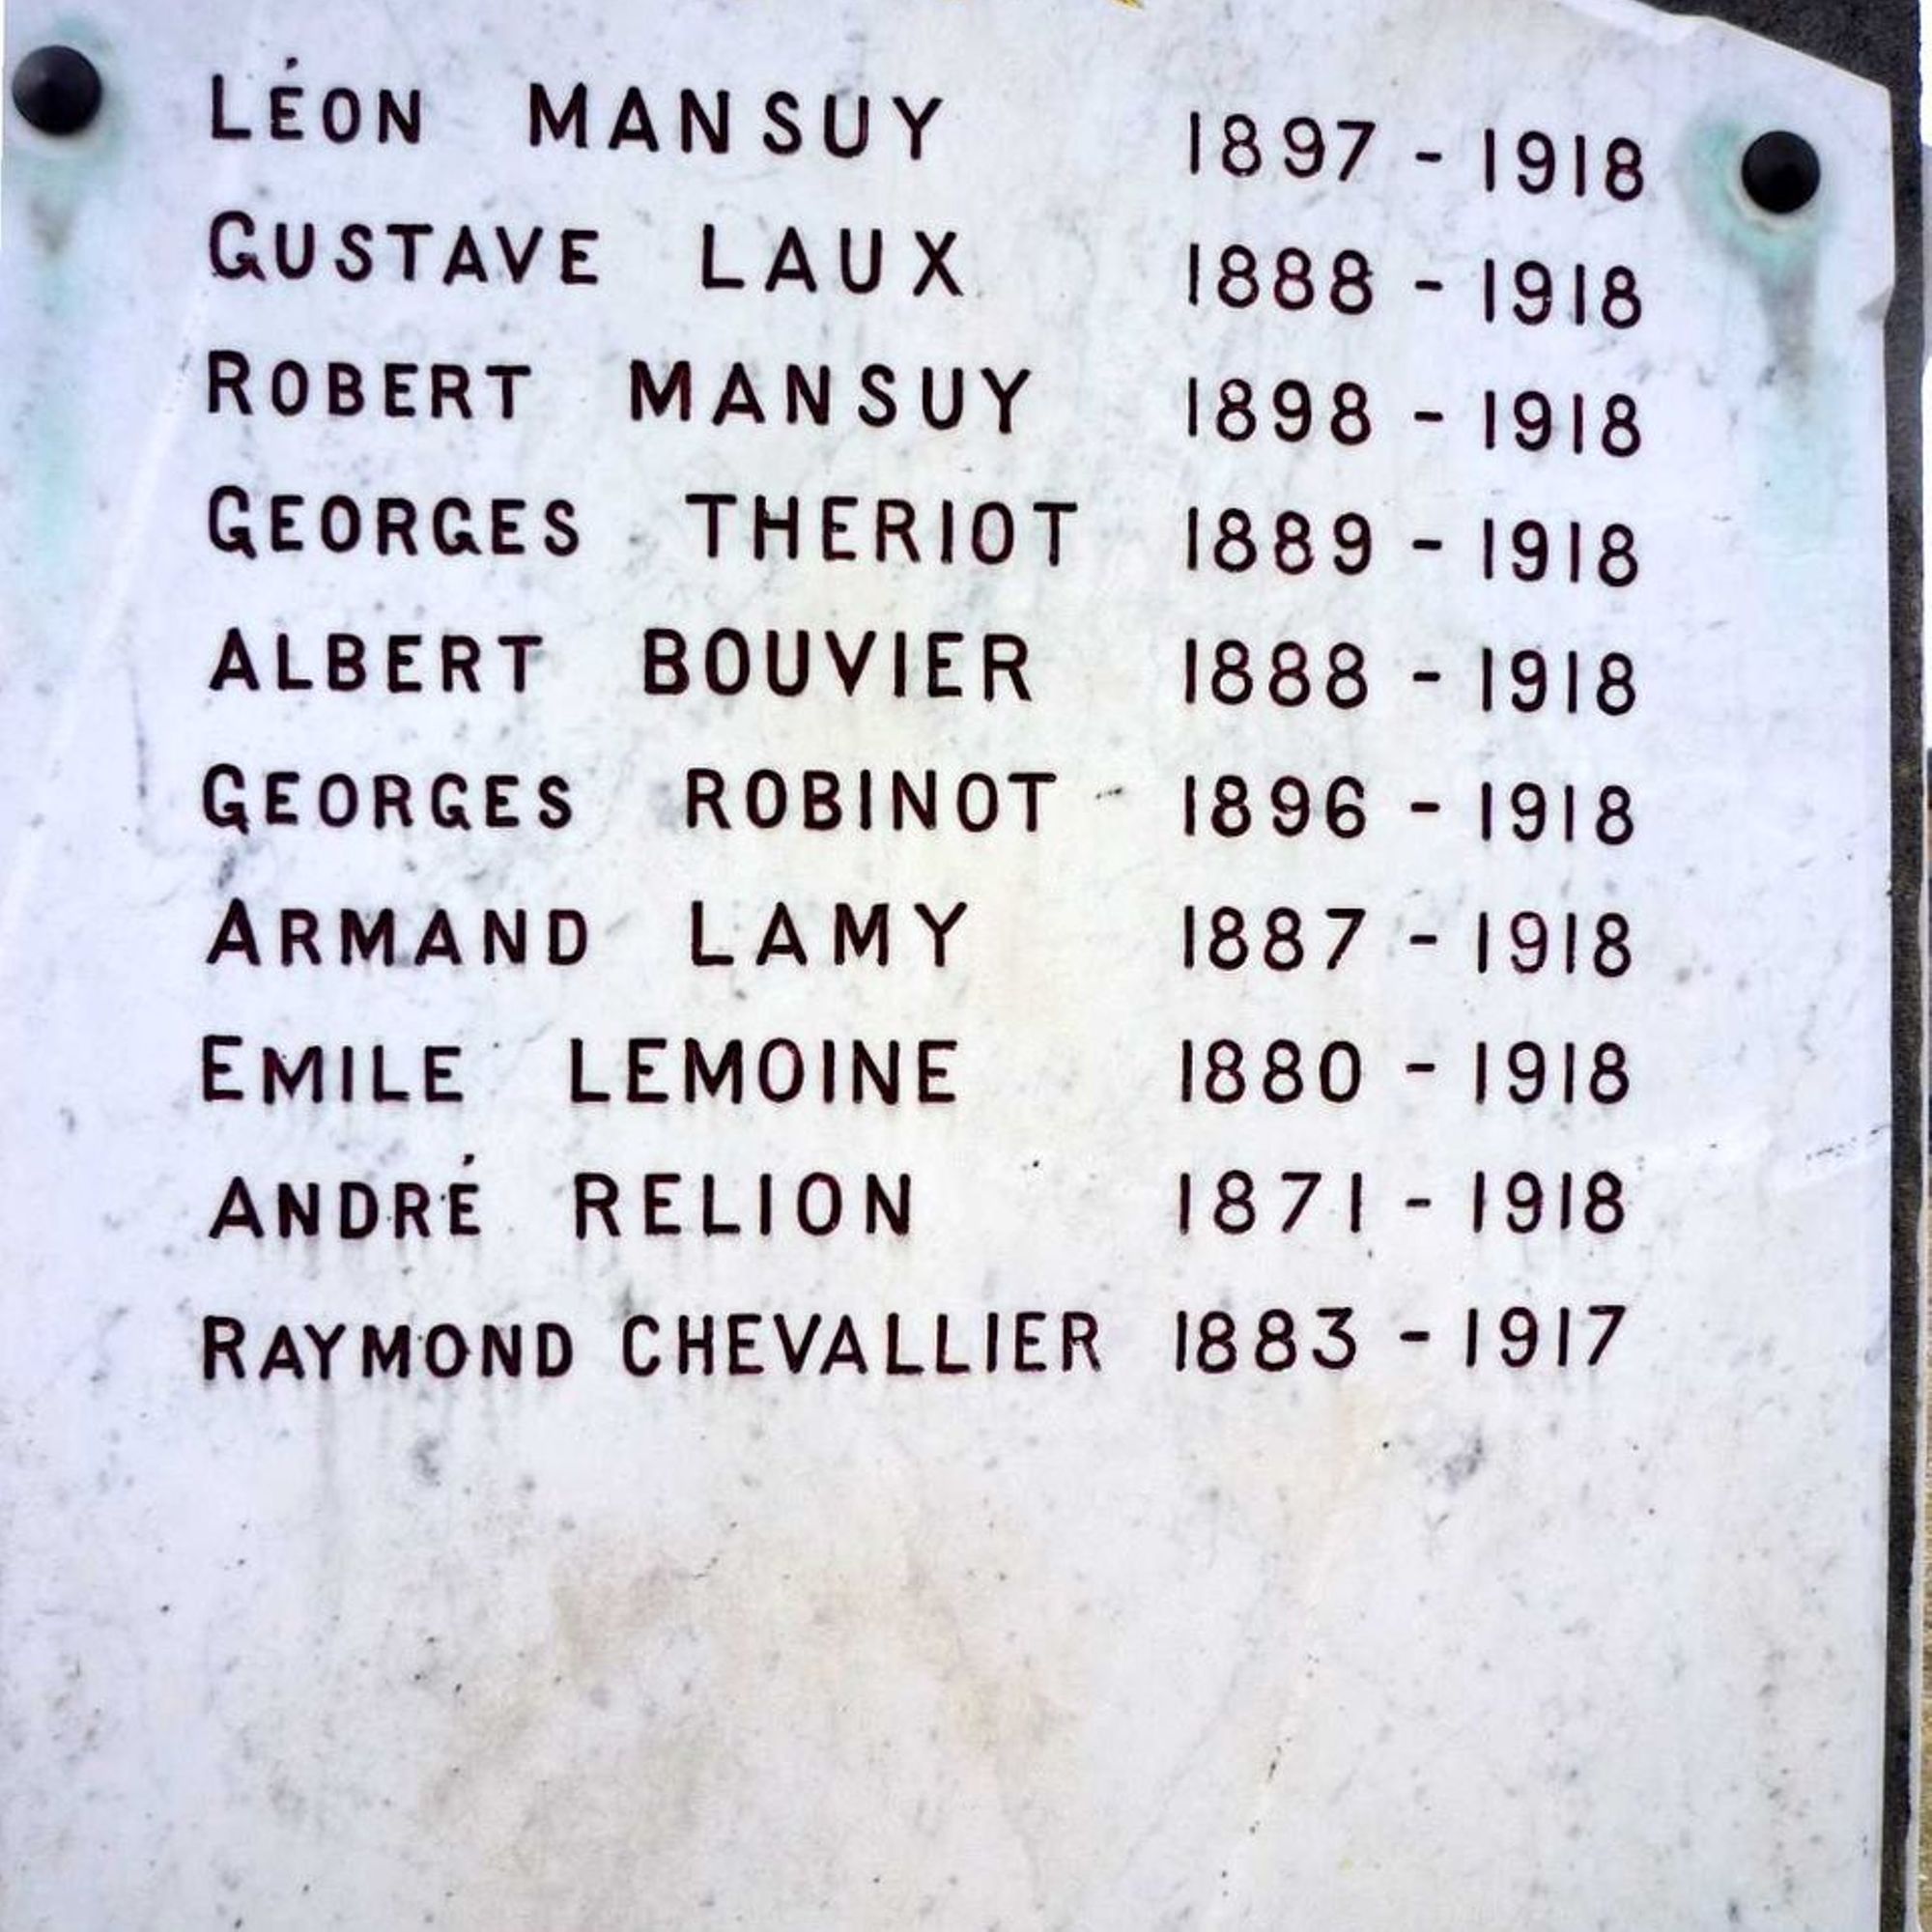 LÉON MANSUY 1897 - 1918
GUSTAVE LAUX 1888 - 1918
ROBERT MANSUY 1898 - 1918
GEORGES THERIOT 1889 - 1918
ALBERT BOUVIER 1888 - 1918
GEORGES ROBINOT 1896 - 1918
ARMAND LAMY 1887 - 1918
EMILE LEMOINE 1880 - 1918
ANDRÉ RELION 1871 - 1918
RAYMOND CHEVALLIER 1883 - 1917